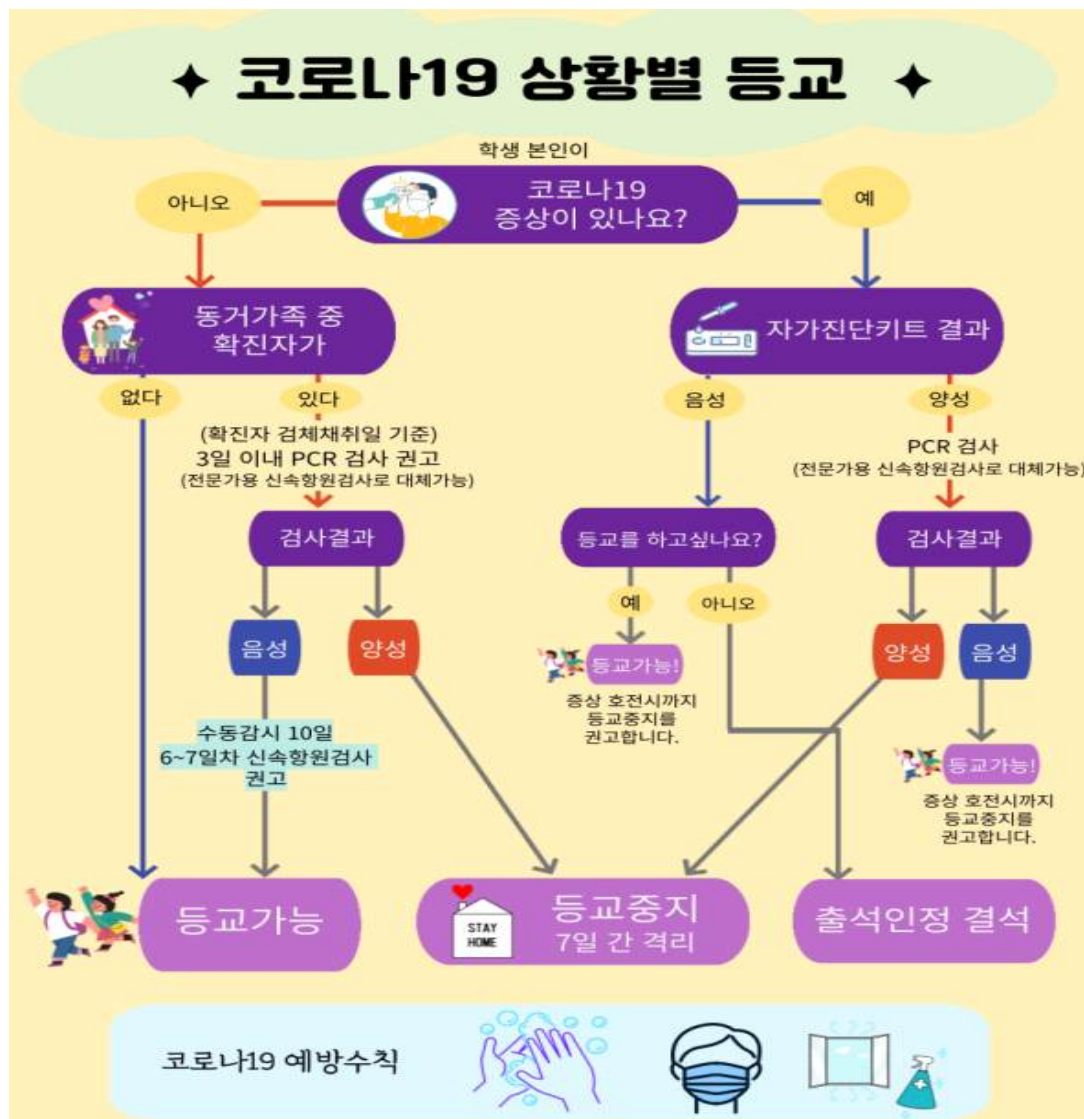 코로나19 상황별 등교
학생 본인이
코로나19
증상이 있나요?
아니오
예
동거가족 중
확진자가
자가진단키트 결과
없다
있다
음성
양성
(확진자 검체채취일 기준)
3일 이내 PCR 검사 권고
(전문가용 신속항원검사로 대체가능)
PCR 검사
(전문가용 신속항원검사로 대체가능)
검사결과
등교를 하고싶나요?
검사결과
예
아니오
음성
양성
등교가능!
증상 호전시까지
등교중지를
권고합니다.
양성
음성
수동감시 10일
6~7일차 신속항원검사
권고
등교가능!
증상 호전시까지
등교중지를
권고합니다.
등교가능
STAY
HOME
등교중지
7일 간 격리
출석인정 결석
코로나19 예방수칙